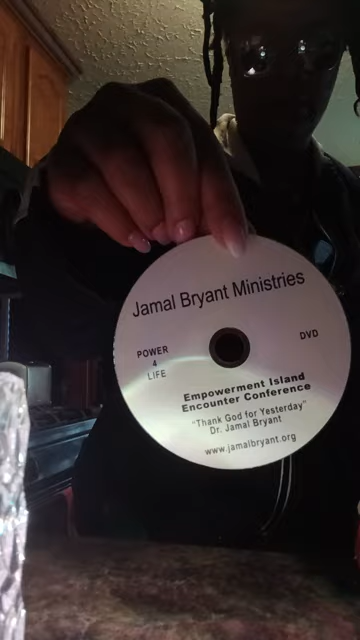 Jamal Bryant Ministries
POWER
4
LIFE
DVD
Empowerment Island
Encounter Conference
"Thank God for Yesterday"
Dr. Jamal Bryant
www.jamalbryant.org